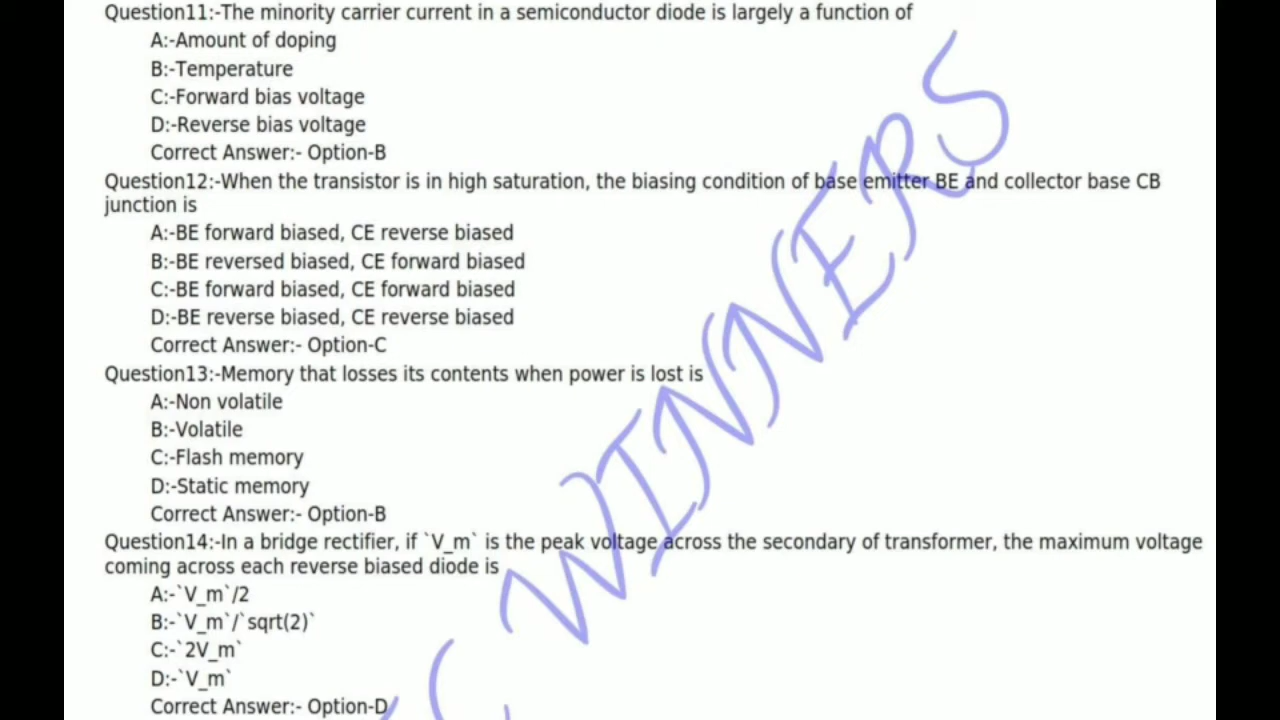 Question11:-The minority carrier current in a semiconductor diode is largely a function of
A:-Amount of doping
B:-Temperature
C:-Forward bias voltage
D:-Reverse bias voltage
Correct Answer:- Option-B
Question12:-When the transistor is in high saturation, the biasing condition of base emitter BE and collector base CB
junction is
A:-BE forward biased, CE reverse biased
B:-BE reversed biased, CE forward biased
C:-BE forward biased, CE forward biased
D:-BE reverse biased, CE reverse biased
Correct Answer:- Option-C
Question13:-Memory that losses its contents when power is lost is
A:-Non volatile
B:-Volatile
C:-Flash memory
D:-Static memory
Correct Answer:- Option-B
Question14:-In a bridge rectifier, if `V_m` is the peak voltage across the secondary of transformer, the maximum voltage
coming across each reverse biased diode is
A:-`V_m`/2
B:-`V_m`/`sqrt(2)`
C:-`2V_m`
D:-`V_m`
Correct Answer:- Option-D
C WINNERS